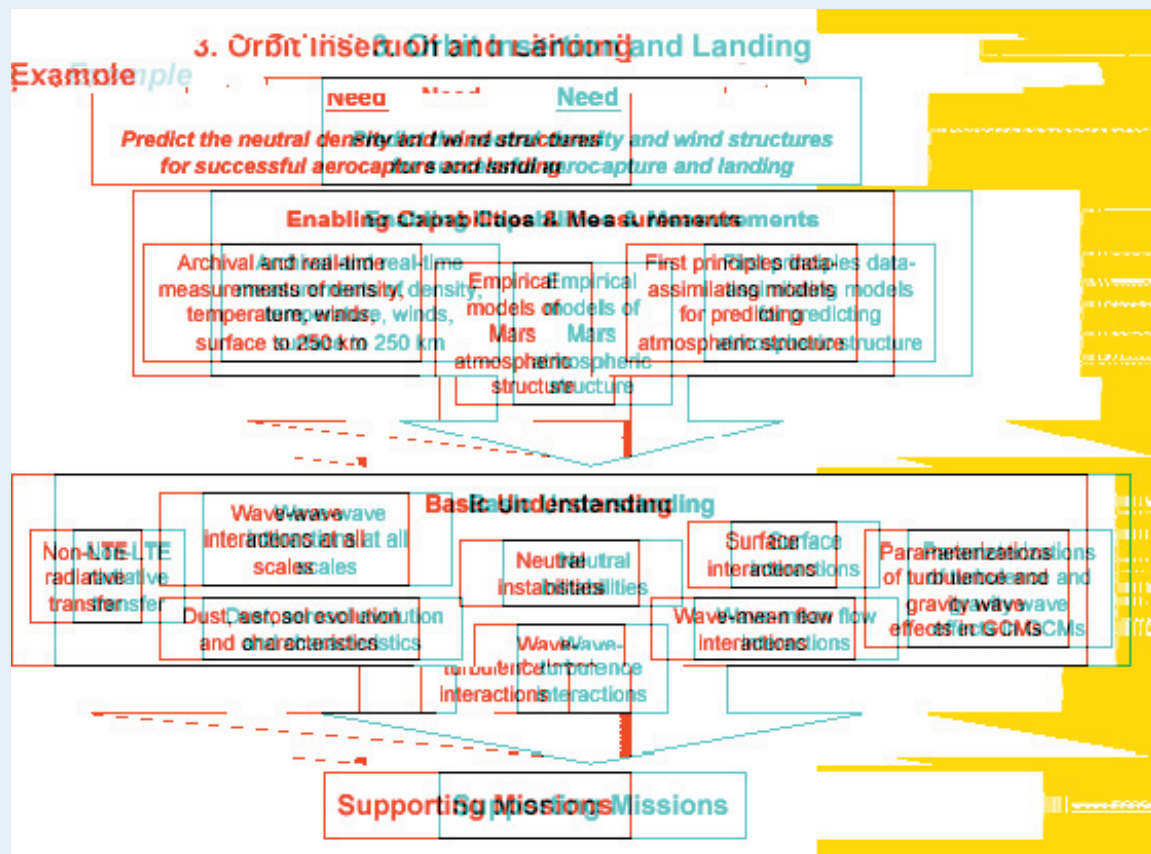 3. Orbit Insertion and Landing
Example
Need
Predict the neutral density and wind structures
for successful aerocapture and landing
Enabling Capabilities & Measurements
Archival and real-time
measurements of density,
temperature, winds,
surface to 250 km
Empirical
models of
Mars
atmospheric
structure
First principles data-
assimilating models
for predicting
atmospheric structure
Basic Understanding
Non-LTE
radiative
transfer
Wave-wave
interactions at all
scales
Dust, aerosol evolution
and characteristics
Neutral
instabilities
Wave-
turbulence
interactions
Surface
interactions
Wave-mean flow
interactions
Parameterizations
of turbulence and
gravity wave
effects in GCMs
Supporting Missions